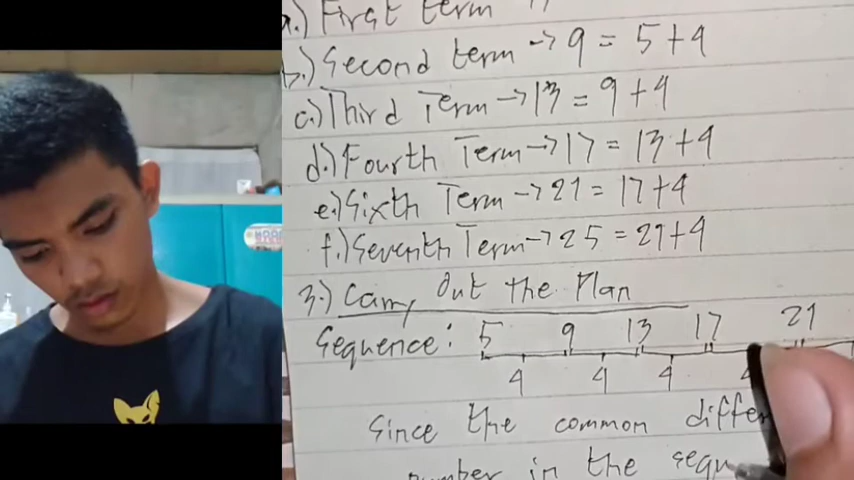 a.) First term
b.) Second term → 9 = 5+4
c.) Third Term → 13 = 9+4
d.) Fourth Term → 17 = 13+4
e.) Sixth Term → 21 = 17+4
f.) Seventh Term → 25 = 21+4
3.) Carry Out the Plan
Sequence: 5 9 13 17 21
4 4 4
Since the common
number in the